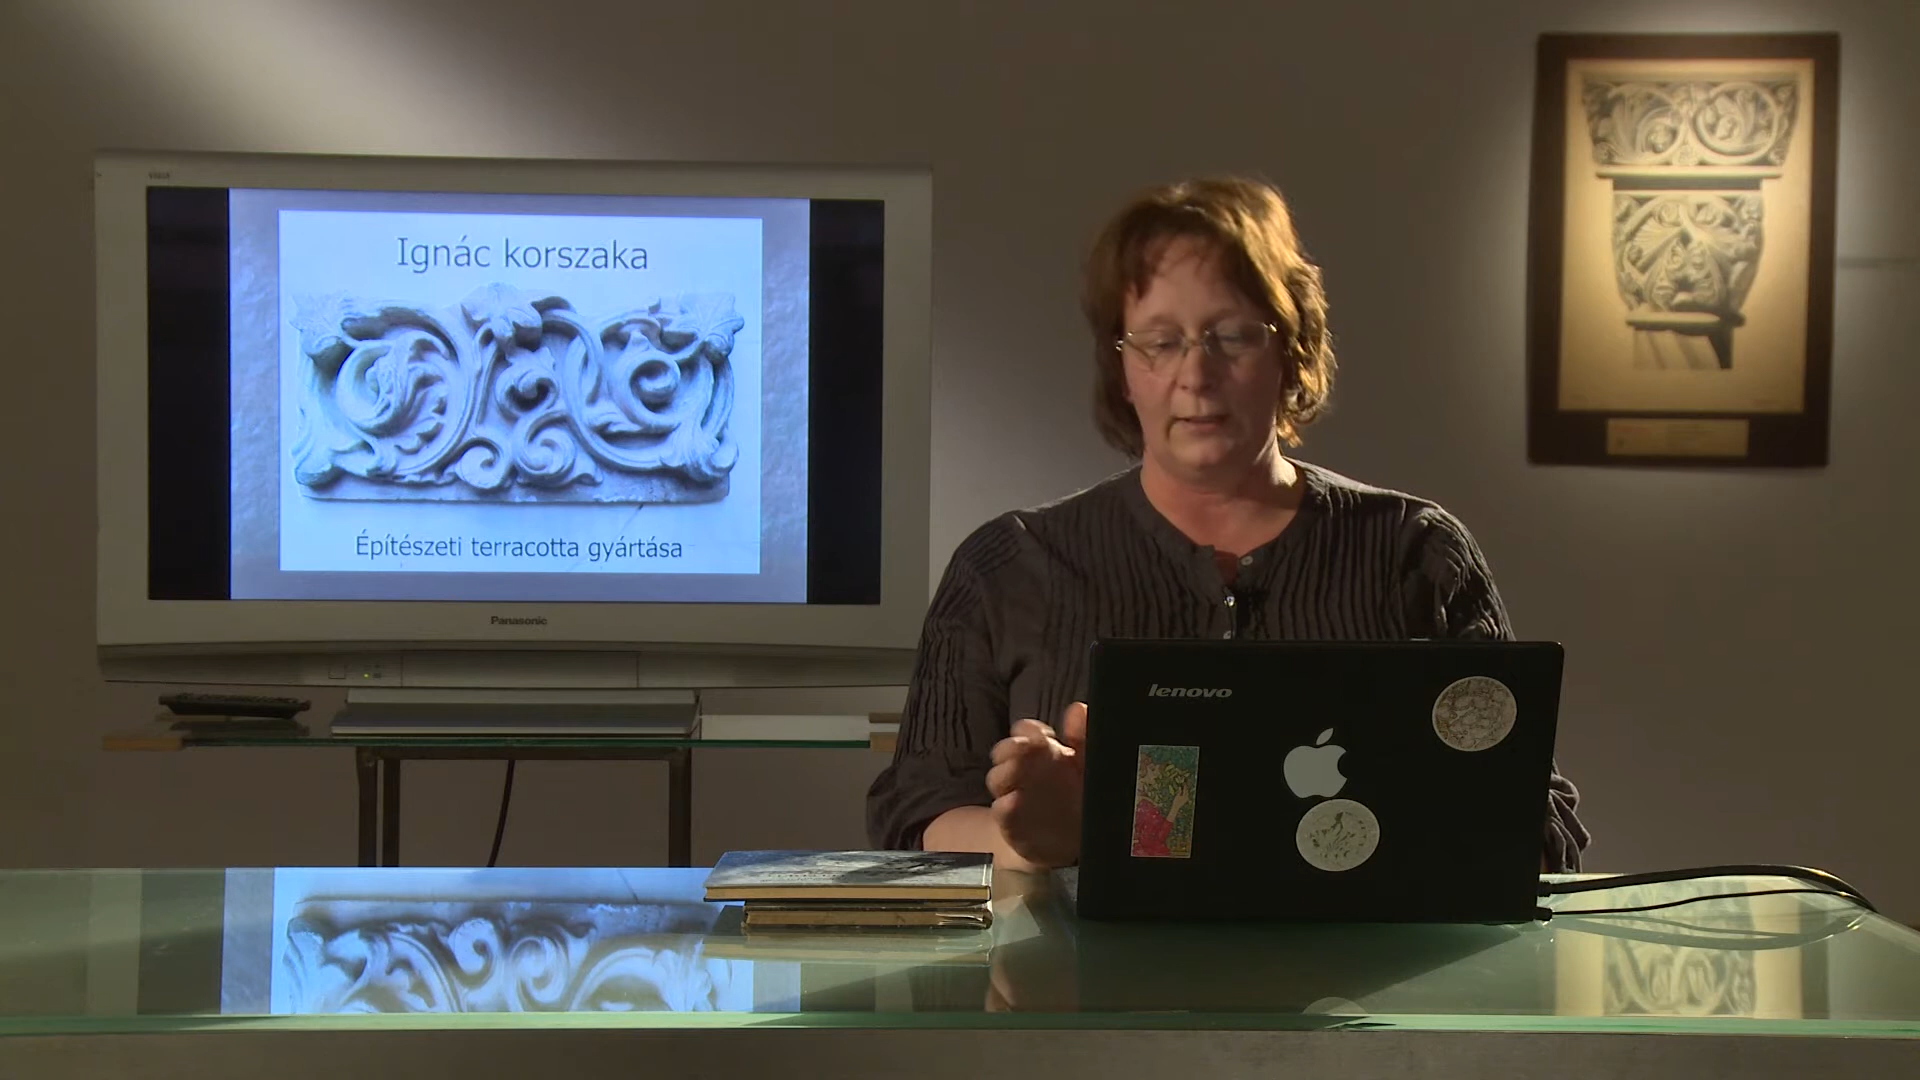 Ignác korszaka
Építészeti terracotta gyártása
Panasonic
lenovo